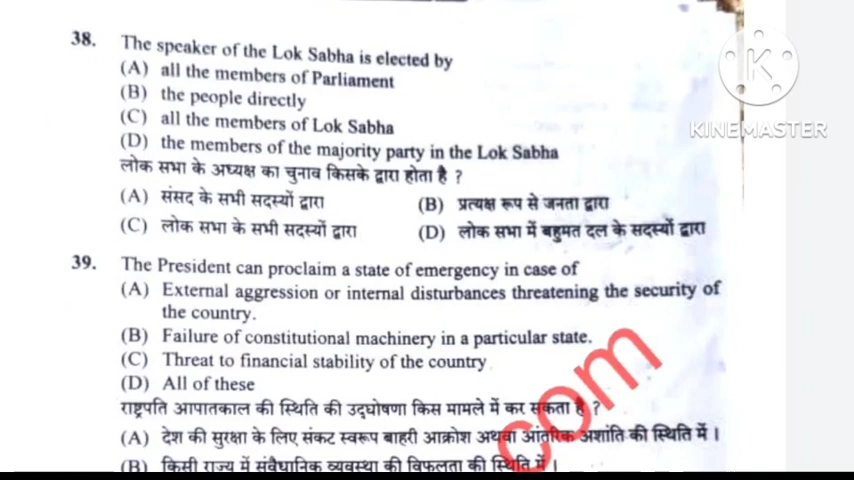 38. The speaker of the Lok Sabha is elected by
(A) all the members of Parliament
(B) the people directly
(C) all the members of Lok Sabha
(D) the members of the majority party in the Lok Sabha
लोक सभा के अध्यक्ष का चुनाव किसके द्वारा होता है ?
(A) संसद के सभी सदस्यों द्वारा (B) प्रत्यक्ष रूप से जनता द्वारा
(C) लोक सभा के सभी सदस्यों द्वारा (D) लोक सभा में बहुमत दल के सदस्यों द्वारा
39. The President can proclaim a state of emergency in case of
(A) External aggression or internal disturbances threatening the security of
the country.
(B) Failure of constitutional machinery in a particular state.
(C) Threat to financial stability of the country
(D) All of these
राष्ट्रपति आपातकाल की स्थिति की उद्घोषणा किस मामले में कर सकता है ?
(A) देश की सुरक्षा के लिए संकट स्वरूप बाहरी आक्रोश अथवा आंतरिक अशांति की स्थिति में ।
(B) किसी राज्य में संवैधानिक व्यवस्था की विफलता की स्थिति में ।
com
K
KINEMASTER